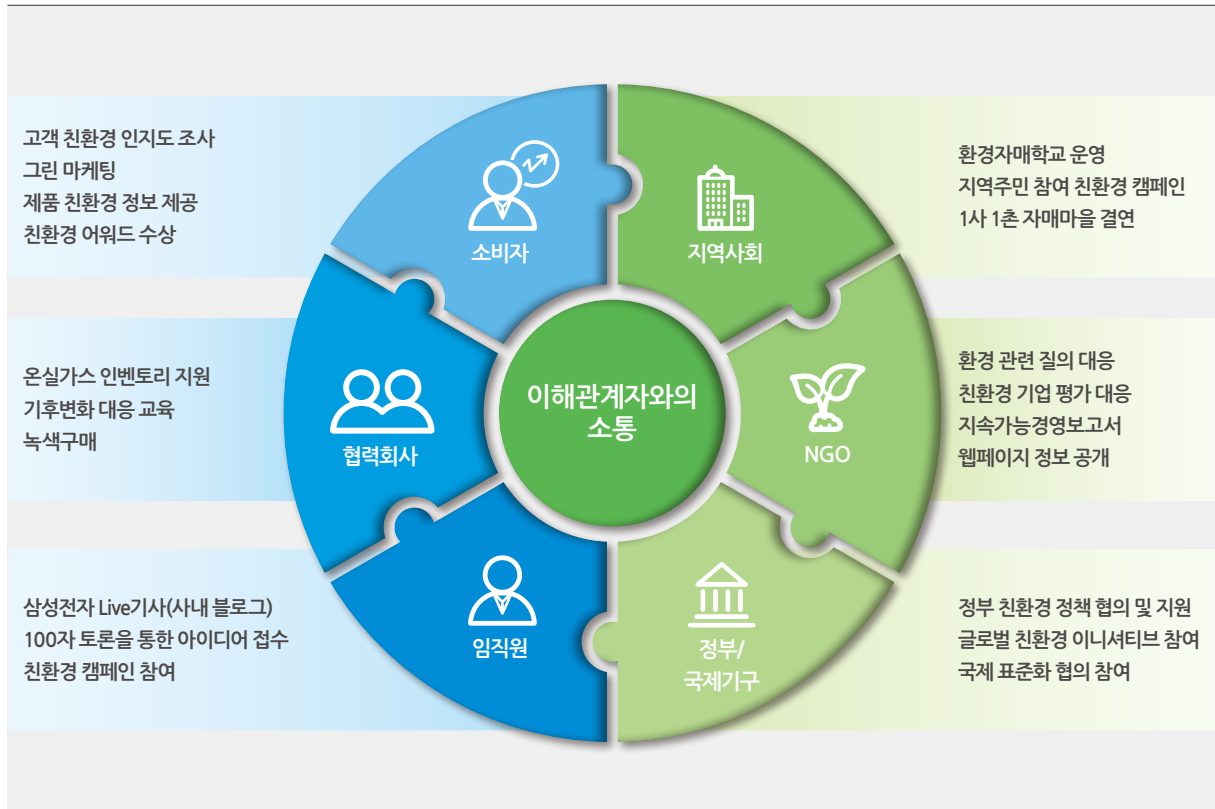 고객 친환경 인지도 조사
그린 마케팅
제품 친환경 정보 제공
친환경 어워드 수상
소비자
지역사회
환경자매학교 운영
지역주민 참여 친환경 캠페인
1사 1촌 자매마을 결연
온실가스 인벤토리 지원
기후변화 대응 교육
녹색구매
협력회사
이해관계자와의
소통
NGO
환경 관련 질의 대응
친환경 기업 평가 대응
지속가능경영보고서
웹페이지 정보 공개
삼성전자 Live기사(사내 블로그)
100자 토론을 통한 아이디어 접수
친환경 캠페인 참여
임직원
정부/
국제기구
정부 친환경 정책 협의 및 지원
글로벌 친환경 이니셔티브 참여
국제 표준화 협의 참여